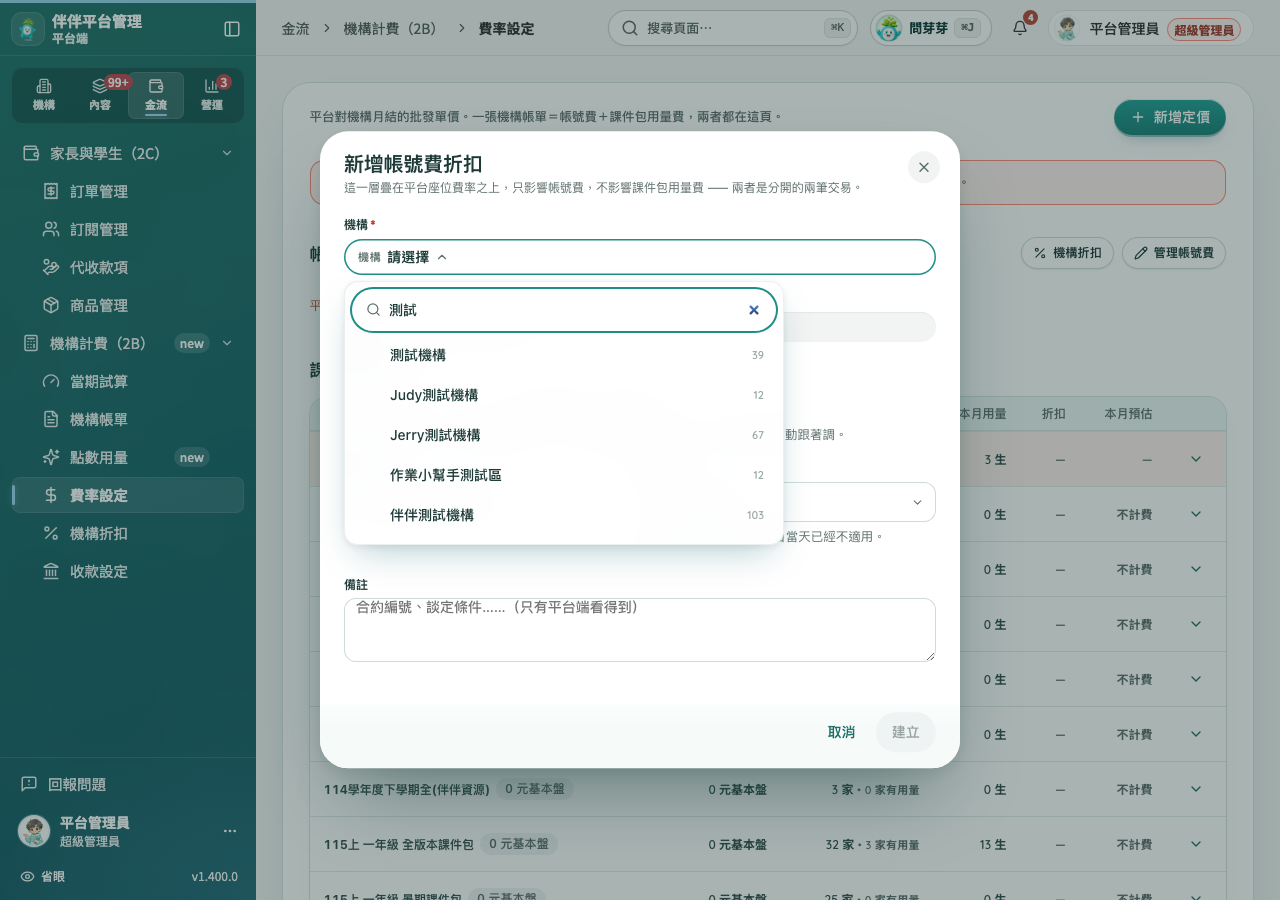 伴伴平台管理
平台端
機構
99+
內容
金流
3
營運
家長與學生（2C）
訂單管理
訂閱管理
代收款項
商品管理
機構計費（2B）
new
當期試算
機構帳單
點數用量
new
費率設定
機構折扣
收款設定
回報問題
平台管理員
超級管理員
省眼
v1.400.0
金流 > 機構計費（2B） > 費率設定
搜尋頁面…
⌘K
問芽芽
⌘J
4
平台管理員
超級管理員
平台對機構月結的批發單價。一張機構帳單＝帳號費＋課件包用量費，兩者都在這頁。
+ 新增定價
機構折扣
管理帳號費
新增帳號費折扣
這一層疊在平台座位費率之上，只影響帳號費，不影響課件包用量費 —— 兩者是分開的兩筆交易。
機構 *
機構 請選擇
測試
測試機構 39
Judy測試機構 12
Jerry測試機構 67
作業小幫手測試區 12
伴伴測試機構 103
動跟著調。
當天已經不適用。
備註
合約編號、談定條件……（只有平台端看得到）
取消
建立
本月用量 折扣 本月預估
3 生 — —
0 生 — 不計費
0 生 — 不計費
0 生 — 不計費
0 生 — 不計費
0 生 — 不計費
114學年度下學期全(伴伴資源) 0 元基本盤 0 元基本盤 3 家・0 家有用量 0 生 — 不計費
115上 一年級 全版本課件包 0 元基本盤 0 元基本盤 32 家・3 家有用量 13 生 — 不計費